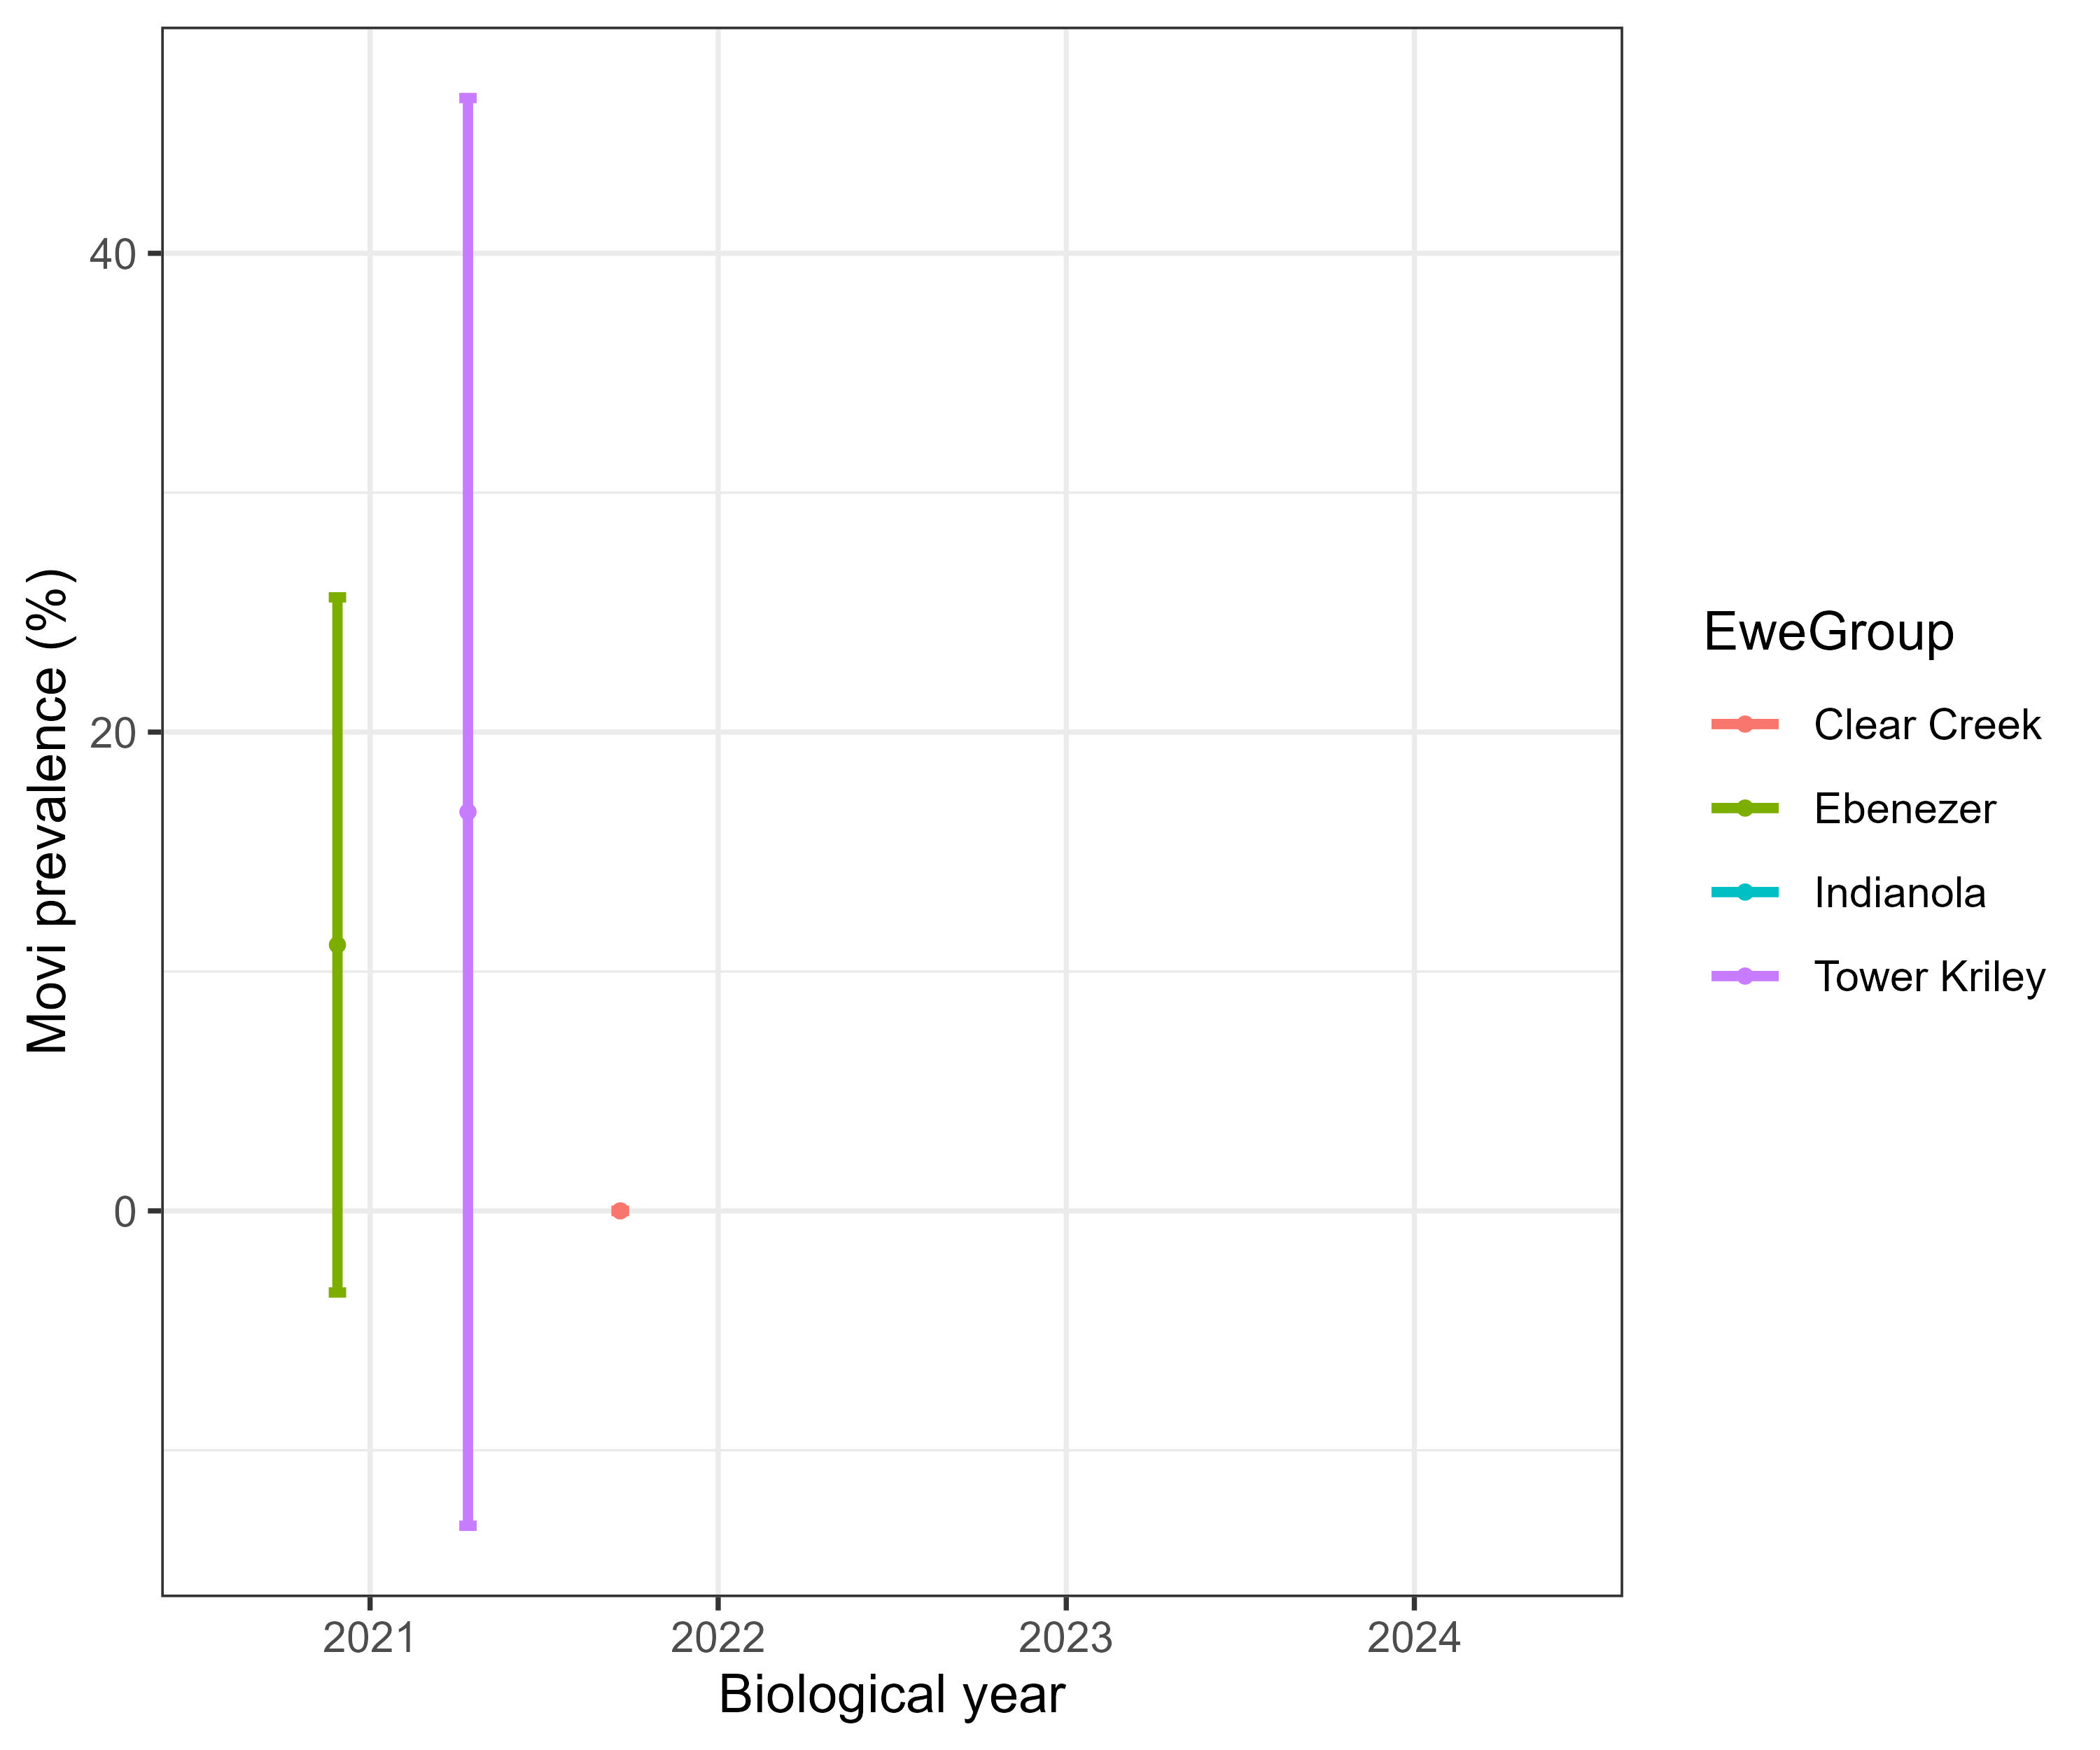 Movi prevalence (%)
40
20
0
2021 2022 2023 2024
Biological year
EweGroup
Clear Creek
Ebenezer
Indianola
Tower Kriley